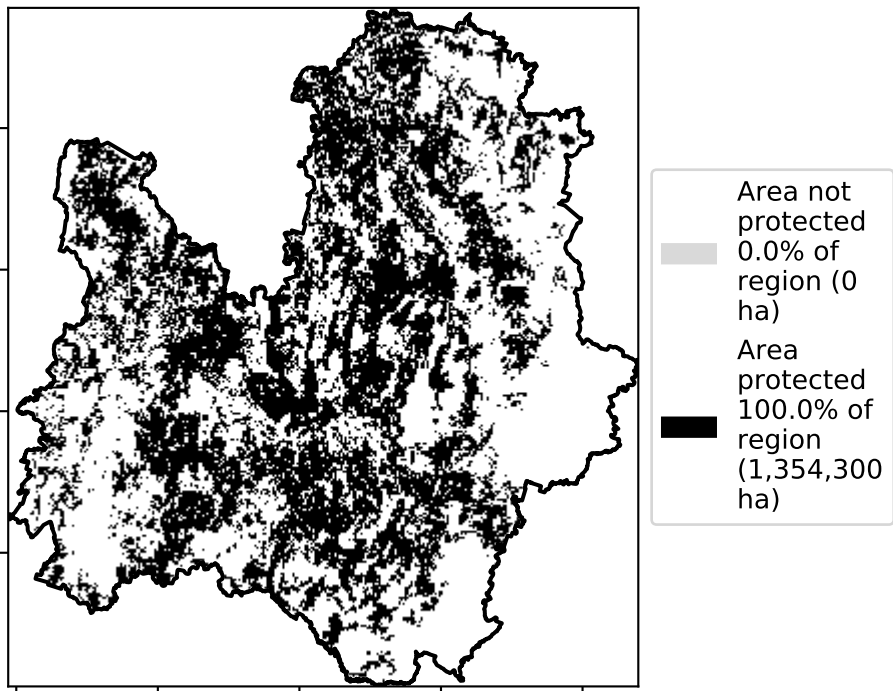 Area not
protected
0.0% of
region (0
ha)
Area
protected
100.0% of
region
(1,354,300
ha)